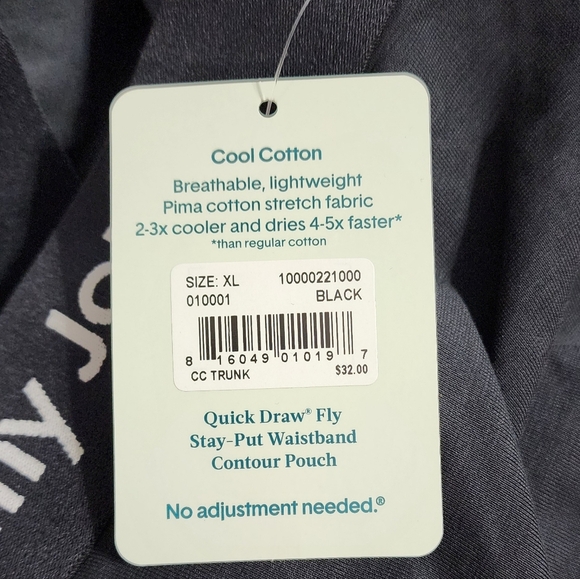 Cool Cotton
Breathable, lightweight
Pima cotton stretch fabric
2-3x cooler and dries 4-5x faster*
*than regular cotton
SIZE: XL 10000221000
010001 BLACK
8 16049 01019 7
CC TRUNK $32.00
Quick Draw® Fly
Stay-Put Waistband
Contour Pouch
No adjustment needed.®